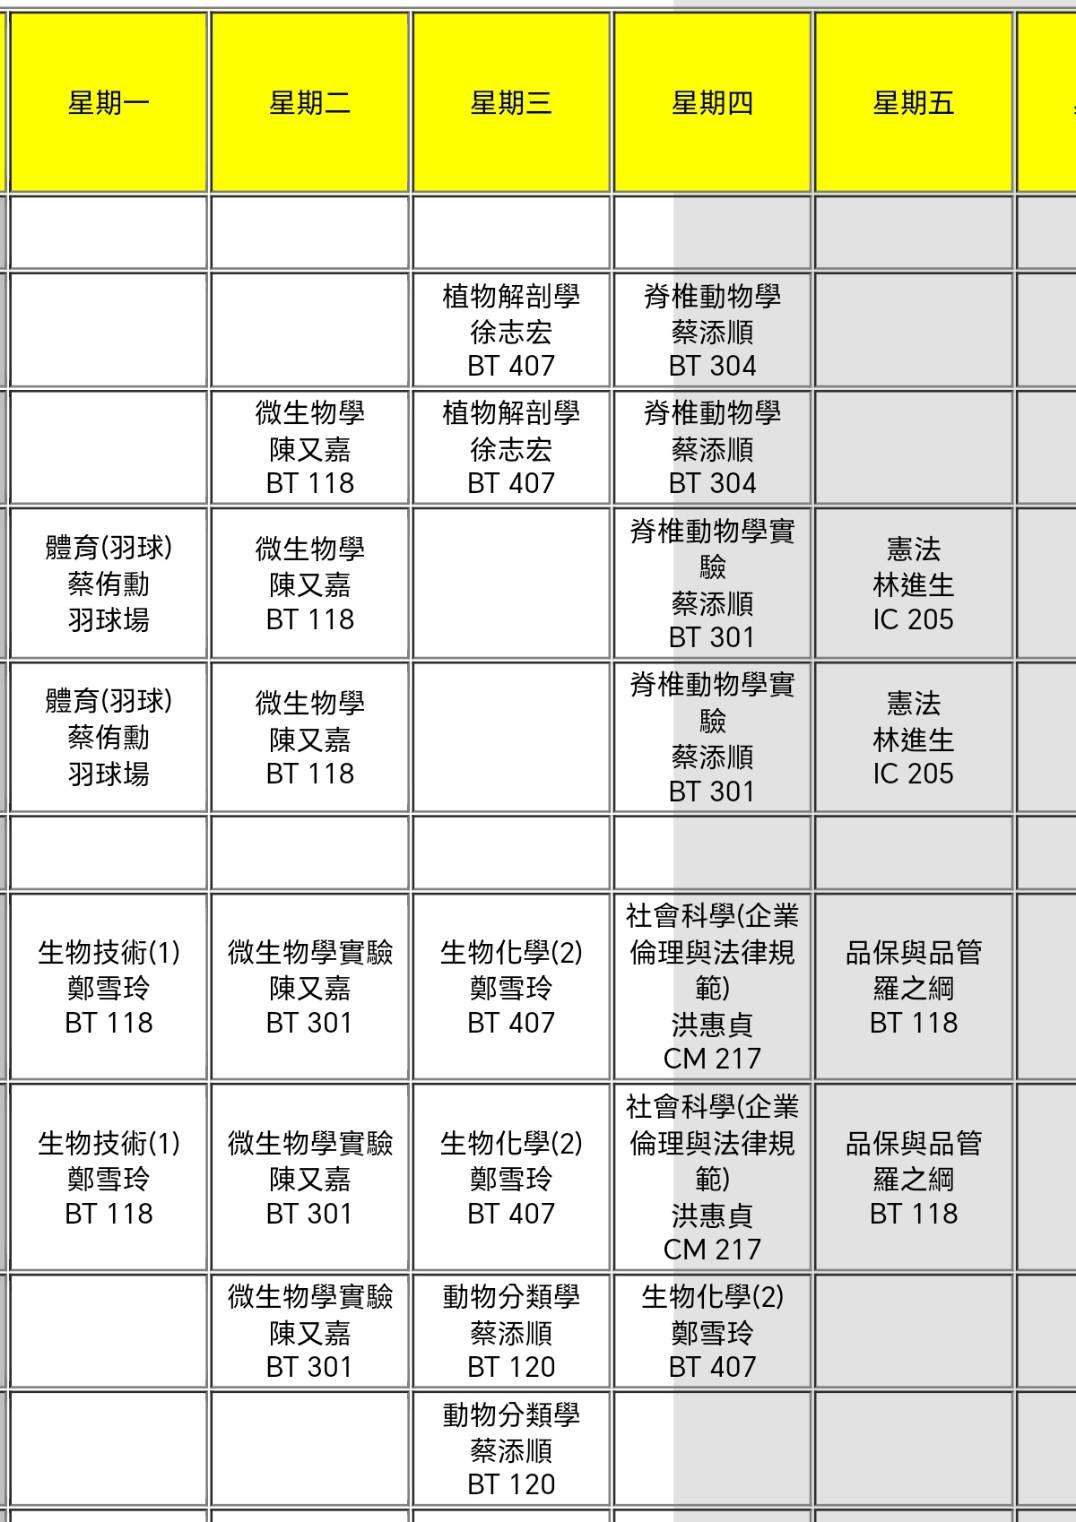 星期一
星期二
星期三
星期四
星期五
植物解剖學
徐志宏
BT 407
脊椎動物學
蔡添順
BT 304
微生物學
陳又嘉
BT 118
植物解剖學
徐志宏
BT 407
脊椎動物學
蔡添順
BT 304
體育(羽球)
蔡侑勳
羽球場
微生物學
陳又嘉
BT 118
脊椎動物學實
驗
蔡添順
BT 301
憲法
林進生
IC 205
體育(羽球)
蔡侑勳
羽球場
微生物學
陳又嘉
BT 118
脊椎動物學實
驗
蔡添順
BT 301
憲法
林進生
IC 205
生物技術(1)
鄭雪玲
BT 118
微生物學實驗
陳又嘉
BT 301
生物化學(2)
鄭雪玲
BT 407
社會科學(企業
倫理與法律規
範)
洪惠貞
CM 217
品保與品管
羅之綱
BT 118
生物技術(1)
鄭雪玲
BT 118
微生物學實驗
陳又嘉
BT 301
生物化學(2)
鄭雪玲
BT 407
社會科學(企業
倫理與法律規
範)
洪惠貞
CM 217
品保與品管
羅之綱
BT 118
微生物學實驗
陳又嘉
BT 301
動物分類學
蔡添順
BT 120
生物化學(2)
鄭雪玲
BT 407
動物分類學
蔡添順
BT 120